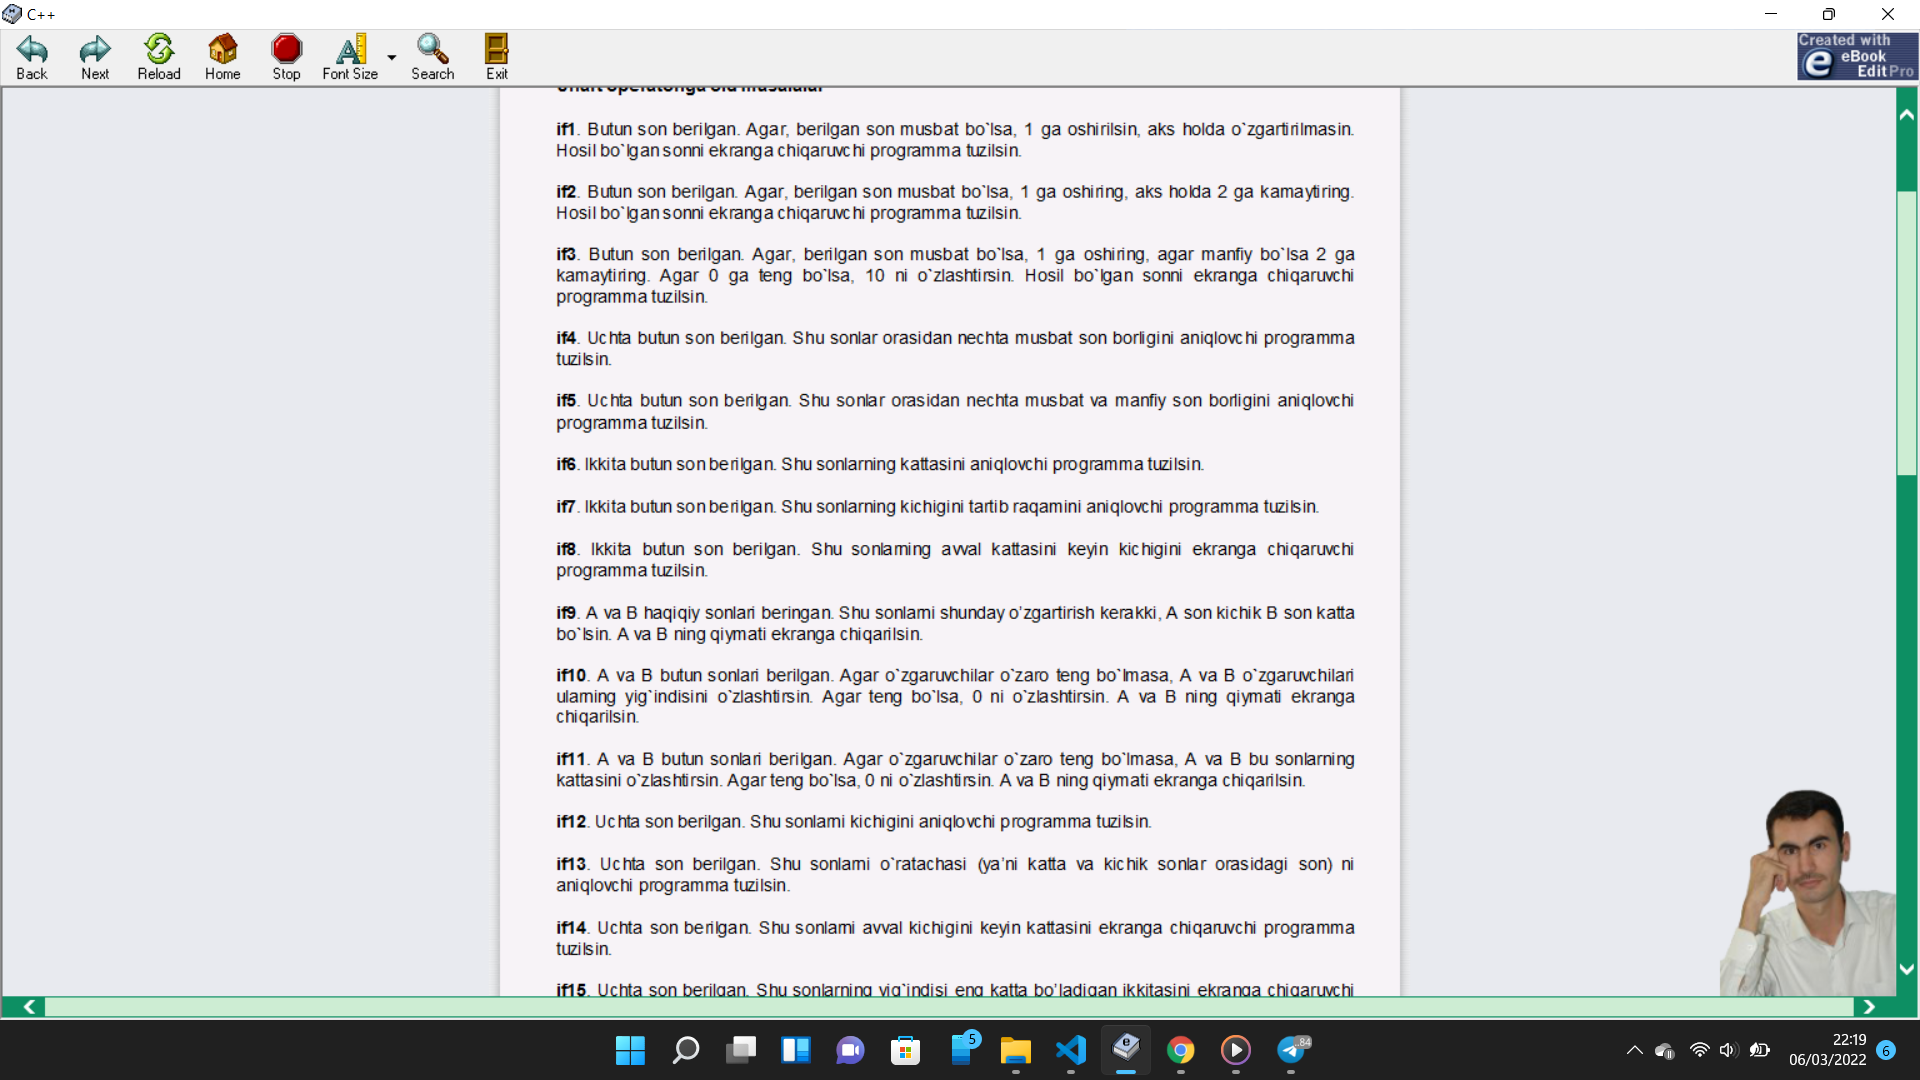 C++
Back
Next
Reload
Home
Stop
Font Size
Search
Exit
Created with
eBook
EditPro
if1. Butun son berilgan. Agar, berilgan son musbat bo`lsa, 1 ga oshirilsin, aks holda o`zgartirilmasin.
Hosil bo`lgan sonni ekranga chiqaruvchi programma tuzilsin.
if2. Butun son berilgan. Agar, berilgan son musbat bo`lsa, 1 ga oshiring, aks holda 2 ga kamaytiring.
Hosil bo`lgan sonni ekranga chiqaruvchi programma tuzilsin.
if3. Butun son berilgan. Agar, berilgan son musbat bo`lsa, 1 ga oshiring, agar manfiy bo`lsa 2 ga
kamaytiring. Agar 0 ga teng bo`lsa, 10 ni o`zlashtirsin. Hosil bo`lgan sonni ekranga chiqaruvchi
programma tuzilsin.
if4. Uchta butun son berilgan. Shu sonlar orasidan nechta musbat son borligini aniqlovchi programma
tuzilsin.
if5. Uchta butun son berilgan. Shu sonlar orasidan nechta musbat va manfiy son borligini aniqlovchi
programma tuzilsin.
if6. Ikkita butun son berilgan. Shu sonlarning kattasini aniqlovchi programma tuzilsin.
if7. Ikkita butun son berilgan. Shu sonlarning kichigini tartib raqamini aniqlovchi programma tuzilsin.
if8. Ikkita butun son berilgan. Shu sonlarning avval kattasini keyin kichigini ekranga chiqaruvchi
programma tuzilsin.
if9. A va B haqiqiy sonlari beringan. Shu sonlarni shunday o'zgartirish kerakki, A son kichik B son katta
bo`lsin. A va B ning qiymati ekranga chiqarilsin.
if10. A va B butun sonlari berilgan. Agar o`zgaruvchilar o`zaro teng bo`lmasa, A va B o`zgaruvchilari
ularning yig`indisini o`zlashtirsin. Agar teng bo`lsa, 0 ni o`zlashtirsin. A va B ning qiymati ekranga
chiqarilsin.
if11. A va B butun sonlari berilgan. Agar o`zgaruvchilar o`zaro teng bo`lmasa, A va B bu sonlarning
kattasini o`zlashtirsin. Agar teng bo`lsa, 0 ni o`zlashtirsin. A va B ning qiymati ekranga chiqarilsin.
if12. Uchta son berilgan. Shu sonlarni kichigini aniqlovchi programma tuzilsin.
if13. Uchta son berilgan. Shu sonlarni o`ratachasi (ya'ni katta va kichik sonlar orasidagi son) ni
aniqlovchi programma tuzilsin.
if14. Uchta son berilgan. Shu sonlarni avval kichigini keyin kattasini ekranga chiqaruvchi programma
tuzilsin.
if15. Uchta son berilgan. Shu sonlarning yig`indisi eng katta bo'ladigan ikkitasini ekranga chiqaruvchi
5
e
84
22:19
06/03/2022
6